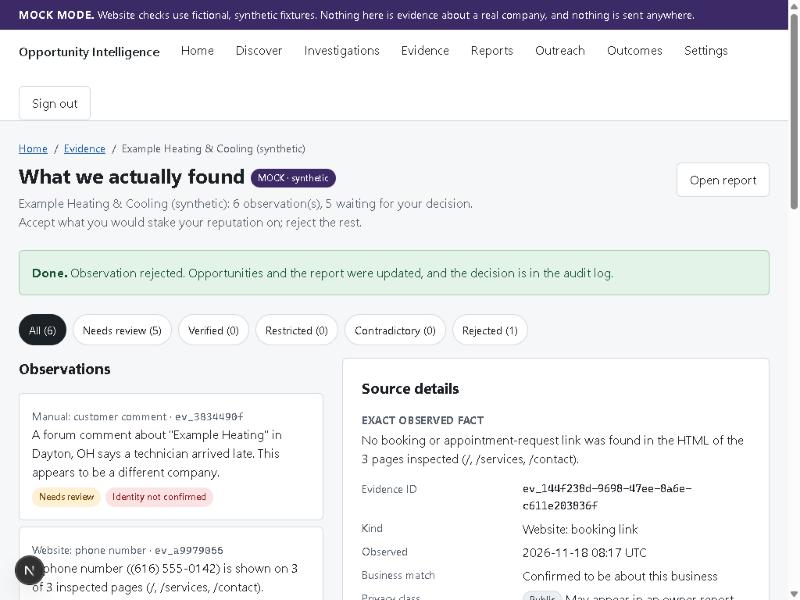 MOCK MODE. Website checks use fictional, synthetic fixtures. Nothing here is evidence about a real company, and nothing is sent anywhere.
Opportunity Intelligence Home Discover Investigations Evidence Reports Outreach Outcomes Settings
Sign out
Home / Evidence / Example Heating & Cooling (synthetic)
What we actually found MOCK · synthetic
Open report
Example Heating & Cooling (synthetic): 6 observation(s), 5 waiting for your decision.
Accept what you would stake your reputation on; reject the rest.
Done. Observation rejected. Opportunities and the report were updated, and the decision is in the audit log.
All (6) Needs review (5) Verified (0) Restricted (0) Contradictory (0) Rejected (1)
Observations
Manual: customer comment · ev_3834490f
A forum comment about "Example Heating" in
Dayton, OH says a technician arrived late. This
appears to be a different company.
Needs review Identity not confirmed
Website: phone number · ev_a9979066
phone number ((616) 555-0142) is shown on 3
of 3 inspected pages (/, /services, /contact).
N
Source details
EXACT OBSERVED FACT
No booking or appointment-request link was found in the HTML of the
3 pages inspected (/, /services, /contact).
Evidence ID ev_144f238d-9698-47ee-8a6e-
c611e203836f
Kind Website: booking link
Observed 2026-11-18 08:17 UTC
Business match Confirmed to be about this business
Privacy class Public May appear in an owner report